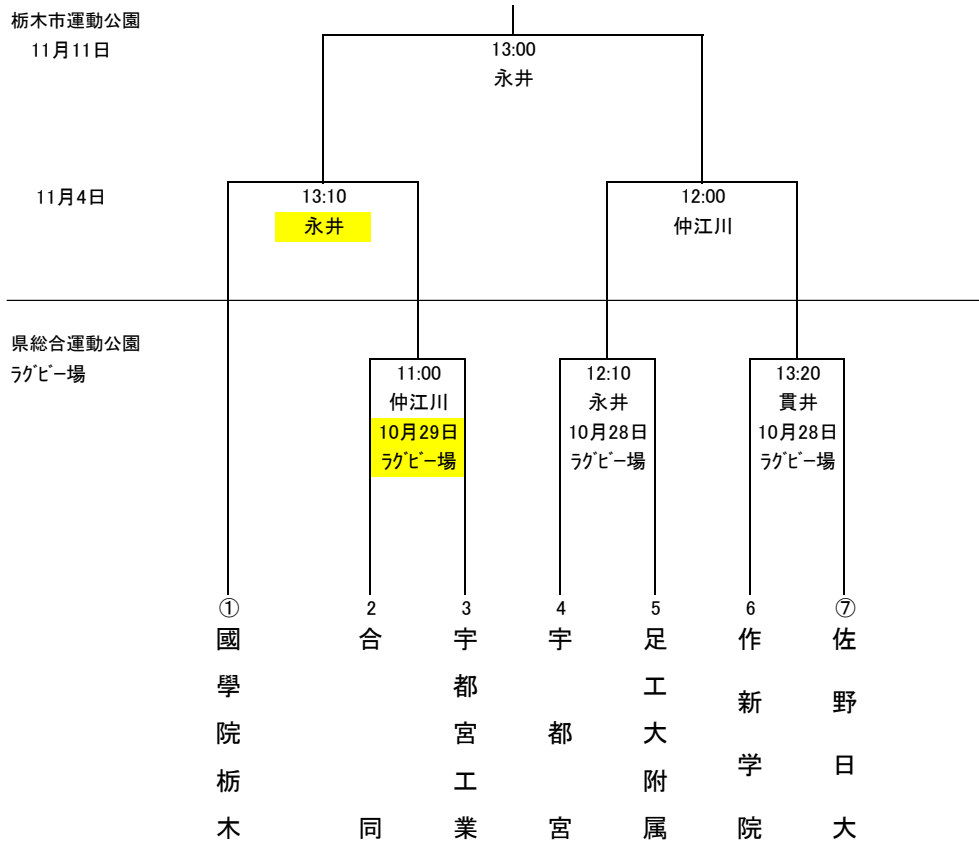 栃木市運動公園
11月11日
13:00
永井
11月4日
13:10
永井
12:00
仲江川
県総合運動公園
ラグビー場
11:00
仲江川
10月29日
ラグビー場
12:10
永井
10月28日
ラグビー場
13:20
貫井
10月28日
ラグビー場
①
國學院栃木
2
合同
3
宇都宮工業
4
宇都宮
5
足工大附属
6
作新学院
⑦
佐野日大